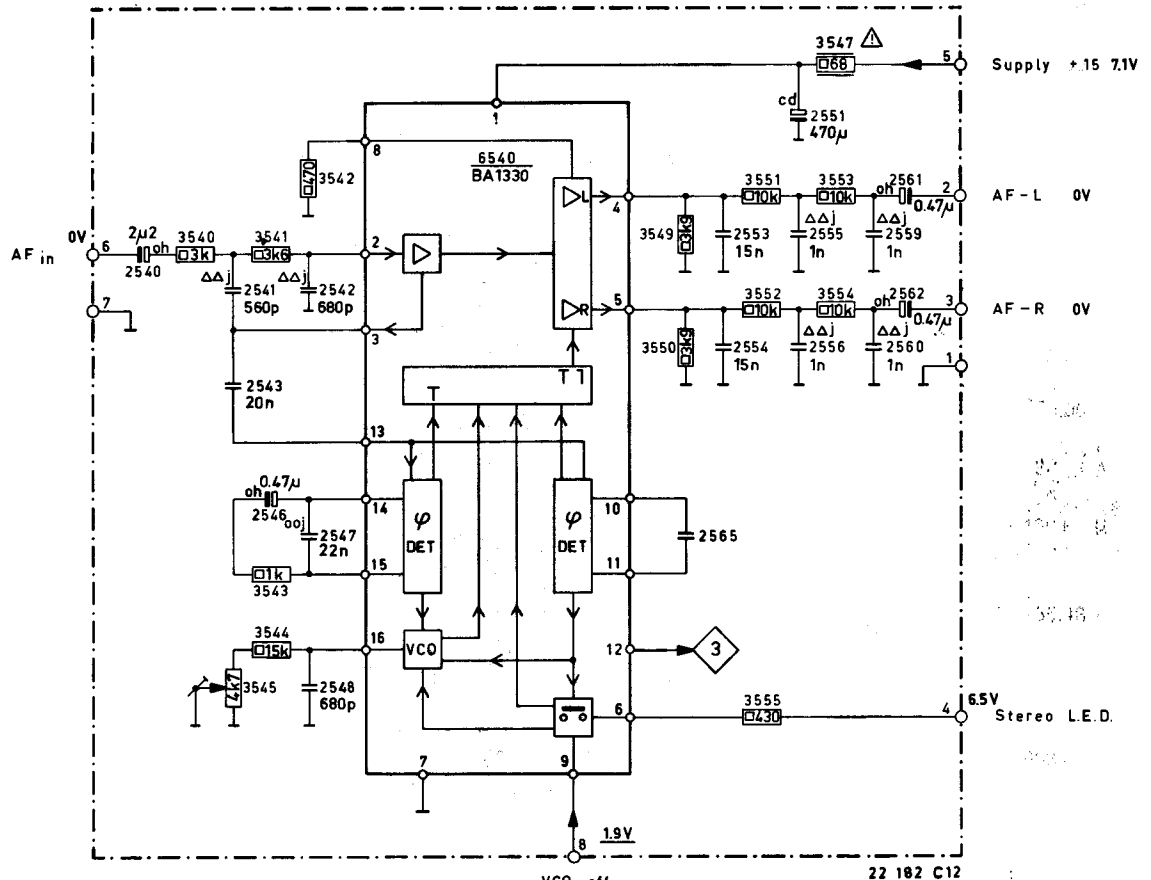 3547
68
5
Supply + 15 7.1V
cd
2551
470µ
1
8
470
3542
6540
BA1330
L
4
3551
10k
3553
10k
oh
2561
2
AF-L 0V
0.47µ
3549
3k9
2553
15n
ΔΔj
2555
1n
ΔΔj
2559
1n
AF in
0V
6
2µ2
oh
2540
3540
3k
3541
3k6
2
ΔΔj
2541
560p
ΔΔj
2542
680p
7
3
R
5
3552
10k
3554
10k
oh
2562
3
AF-R 0V
0.47µ
3550
3k9
2554
15n
ΔΔj
2556
1n
ΔΔj
2560
1n
1
2543
20n
13
oh
0.47µ
2546
ooj
2547
22n
14
φ
DET
φ
DET
10
2565
1k
3543
15
11
3544
15k
16
VCO
12
3
4k7
3545
2548
680p
6
3555
430
6.5V
4
Stereo L.E.D.
7
9
1.9V
8
22 182 C12